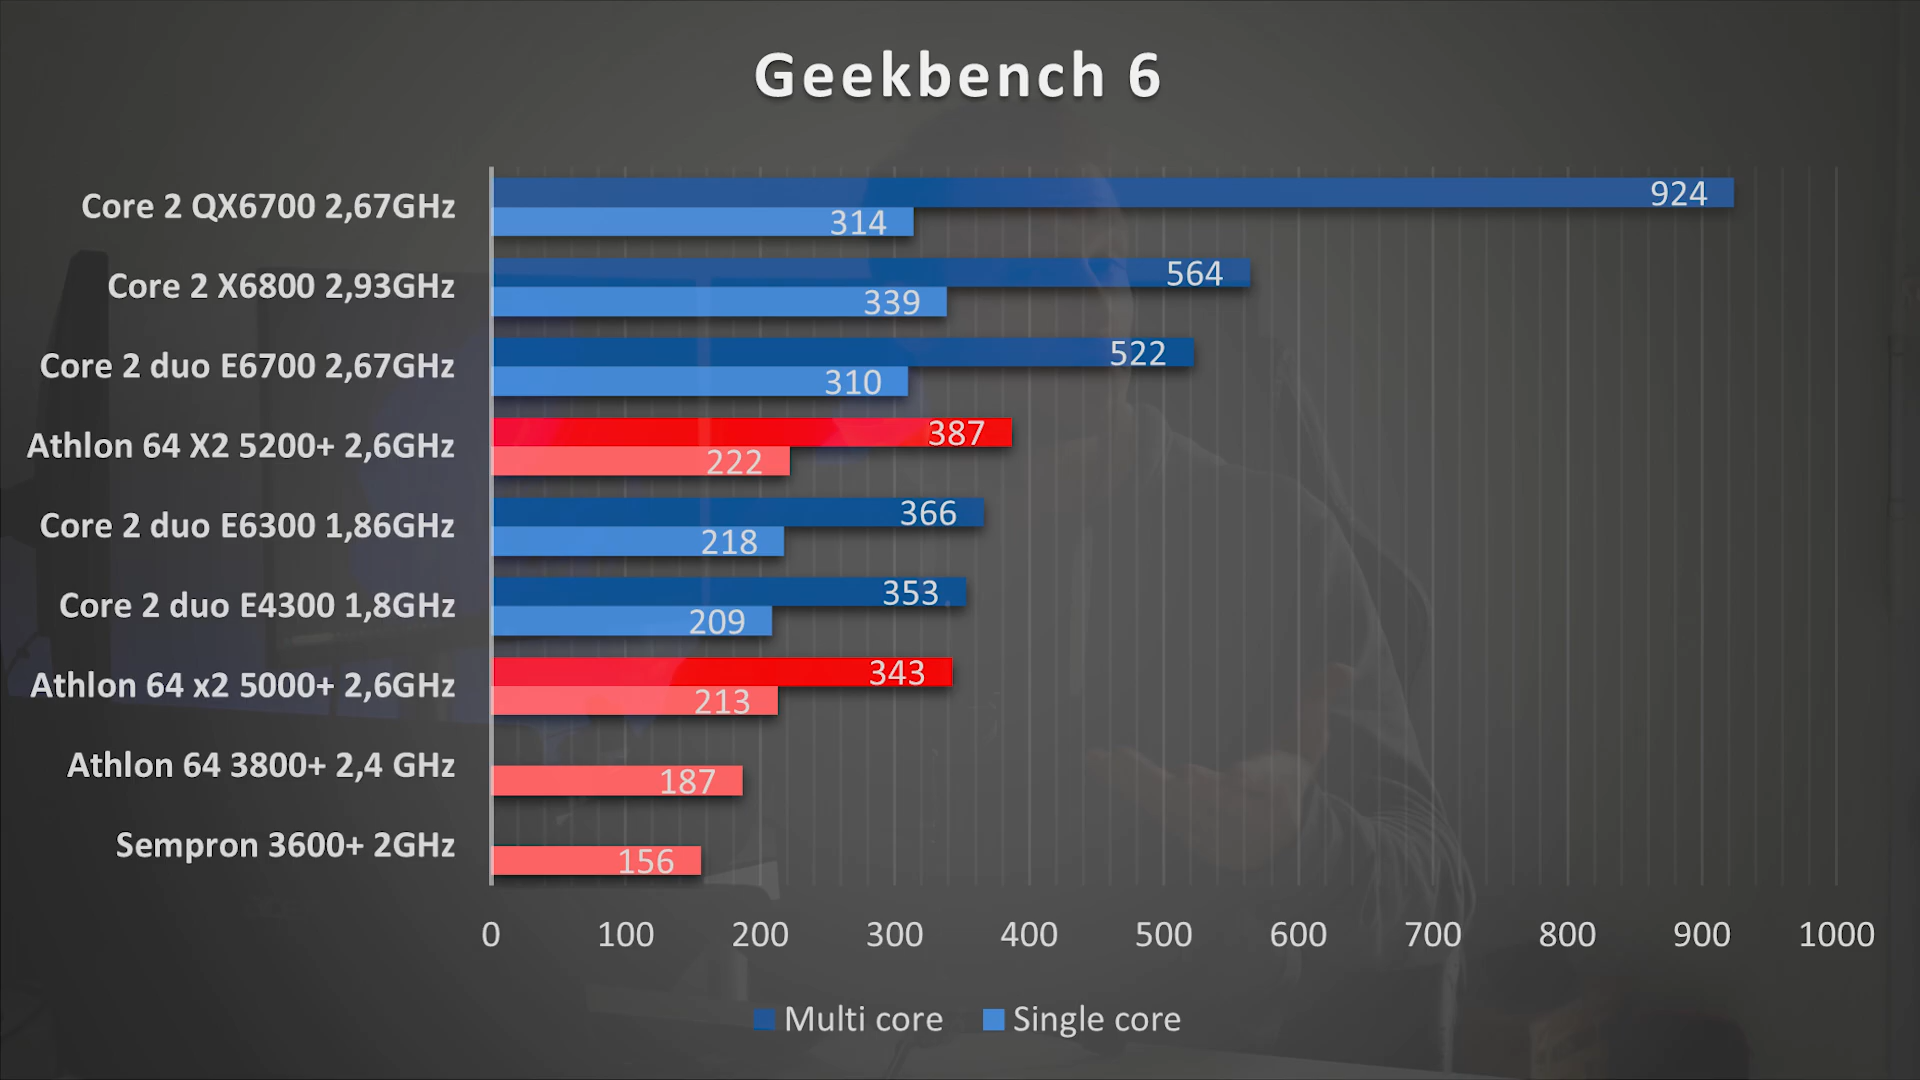 Geekbench 6
Core 2 QX6700 2,67GHz
924
314
Core 2 X6800 2,93GHz
564
339
Core 2 duo E6700 2,67GHz
522
310
Athlon 64 X2 5200+ 2,6GHz
387
222
Core 2 duo E6300 1,86GHz
366
218
Core 2 duo E4300 1,8GHz
353
209
Athlon 64 x2 5000+ 2,6GHz
343
213
Athlon 64 3800+ 2,4 GHz
187
Sempron 3600+ 2GHz
156
0 100 200 300 400 500 600 700 800 900 1000
Multi core Single core